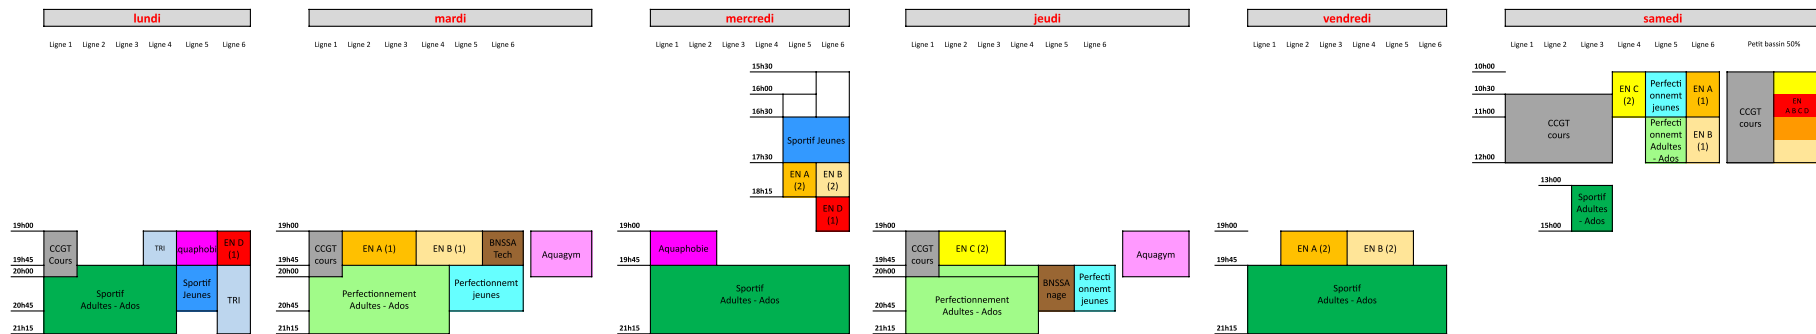 lundi
Ligne 1 Ligne 2 Ligne 3 Ligne 4 Ligne 5 Ligne 6
19h00
19h45
20h00
20h45
21h15
CCGT
Cours
TRI
quaphobi
EN D
(1)
Sportif
Adultes - Ados
Sportif
Jeunes
TRI
mardi
Ligne 1 Ligne 2 Ligne 3 Ligne 4 Ligne 5 Ligne 6
19h00
19h45
20h00
20h45
21h15
CCGT
cours
EN A (1)
EN B (1)
BNSSA
Tech
Aquagym
Perfectionnement
Adultes - Ados
Perfectionnemt
jeunes
mercredi
Ligne 1 Ligne 2 Ligne 3 Ligne 4 Ligne 5 Ligne 6
15h30
16h00
16h30
17h30
18h15
Sportif Jeunes
EN A
(2)
EN B
(2)
EN D
(1)
19h00
19h45
21h15
Aquaphobie
Sportif
Adultes - Ados
jeudi
Ligne 1 Ligne 2 Ligne 3 Ligne 4 Ligne 5 Ligne 6
19h00
19h45
20h00
20h45
21h15
CCGT
cours
EN C (2)
Aquagym
Perfectionnement
Adultes - Ados
BNSSA
nage
Perfecti
onnemt
jeunes
vendredi
Ligne 1 Ligne 2 Ligne 3 Ligne 4 Ligne 5 Ligne 6
19h00
19h45
21h15
EN A (2)
EN B (2)
Sportif
Adultes - Ados
samedi
Ligne 1 Ligne 2 Ligne 3 Ligne 4 Ligne 5 Ligne 6 Petit bassin 50%
10h00
10h30
11h00
12h00
CCGT
cours
EN C
(2)
Perfecti
onnemt
jeunes
EN A
(1)
Perfecti
onnemt
Adultes
- Ados
EN B
(1)
CCGT
cours
EN
A B C D
13h00
15h00
Sportif
Adultes
- Ados